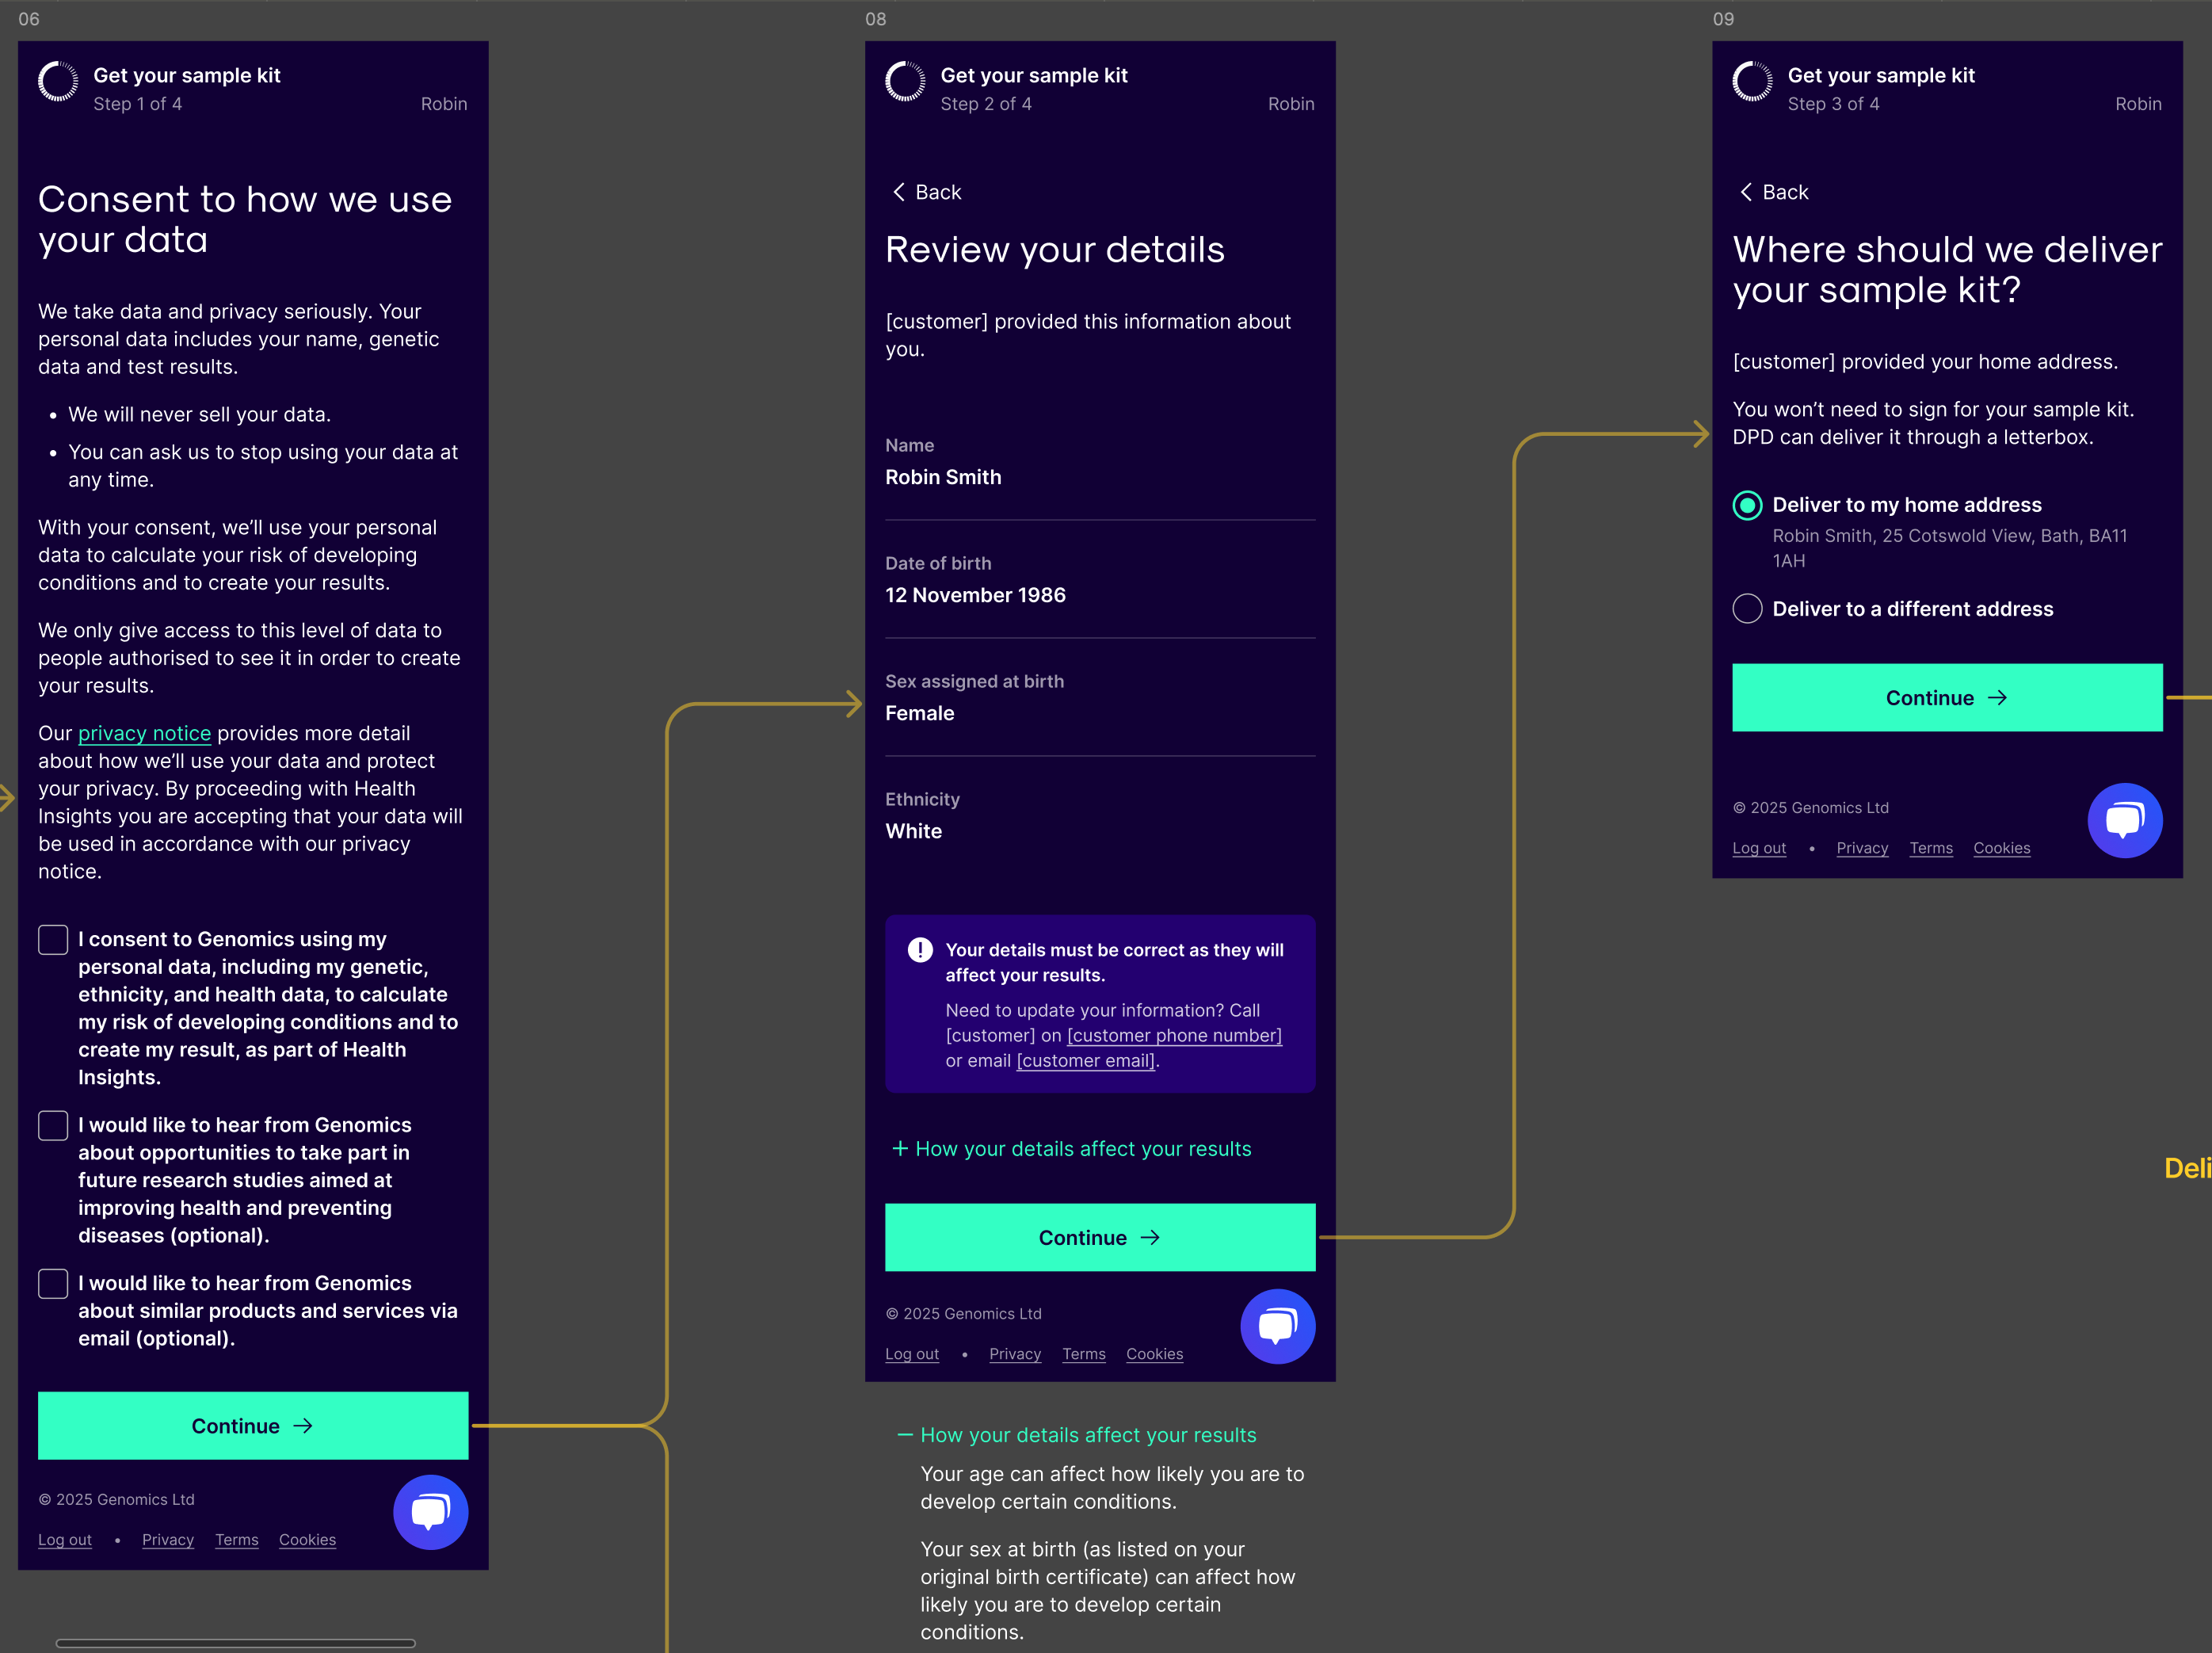 06
Get your sample kit
Step 1 of 4
Robin
Consent to how we use
your data
We take data and privacy seriously. Your
personal data includes your name, genetic
data and test results.
• We will never sell your data.
• You can ask us to stop using your data at
any time.
With your consent, we’ll use your personal
data to calculate your risk of developing
conditions and to create your results.
We only give access to this level of data to
people authorised to see it in order to create
your results.
Our privacy notice provides more detail
about how we’ll use your data and protect
your privacy. By proceeding with Health
Insights you are accepting that your data will
be used in accordance with our privacy
notice.
I consent to Genomics using my
personal data, including my genetic,
ethnicity, and health data, to calculate
my risk of developing conditions and to
create my result, as part of Health
Insights.
I would like to hear from Genomics
about opportunities to take part in
future research studies aimed at
improving health and preventing
diseases (optional).
I would like to hear from Genomics
about similar products and services via
email (optional).
Continue →
© 2025 Genomics Ltd
Log out • Privacy Terms Cookies
08
Get your sample kit
Step 2 of 4
Robin
Back
Review your details
[customer] provided this information about
you.
Name
Robin Smith
Date of birth
12 November 1986
Sex assigned at birth
Female
Ethnicity
White
Your details must be correct as they will
affect your results.
Need to update your information? Call
[customer] on [customer phone number]
or email [customer email].
+ How your details affect your results
Continue →
© 2025 Genomics Ltd
Log out • Privacy Terms Cookies
− How your details affect your results
Your age can affect how likely you are to
develop certain conditions.
Your sex at birth (as listed on your
original birth certificate) can affect how
likely you are to develop certain
conditions.
09
Get your sample kit
Step 3 of 4
Robin
Back
Where should we deliver
your sample kit?
[customer] provided your home address.
You won’t need to sign for your sample kit.
DPD can deliver it through a letterbox.
Deliver to my home address
Robin Smith, 25 Cotswold View, Bath, BA11
1AH
Deliver to a different address
Continue →
© 2025 Genomics Ltd
Log out • Privacy Terms Cookies